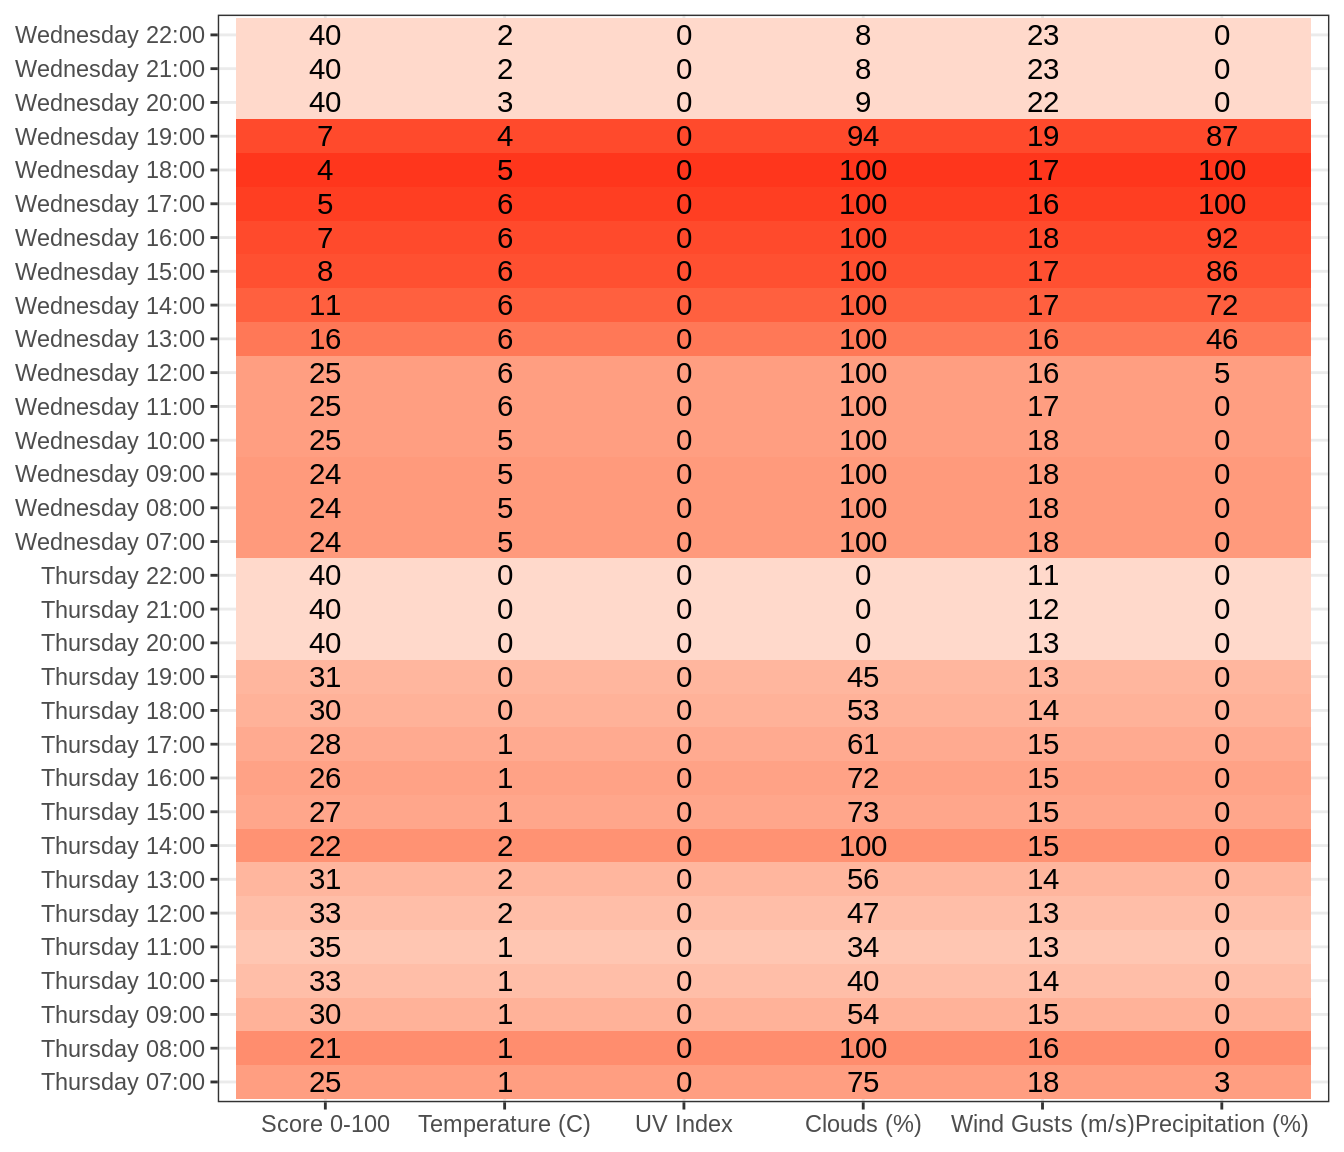 Wednesday 22:00 40 2 0 8 23 0
Wednesday 21:00 40 2 0 8 23 0
Wednesday 20:00 40 3 0 9 22 0
Wednesday 19:00 7 4 0 94 19 87
Wednesday 18:00 4 5 0 100 17 100
Wednesday 17:00 5 6 0 100 16 100
Wednesday 16:00 7 6 0 100 18 92
Wednesday 15:00 8 6 0 100 17 86
Wednesday 14:00 11 6 0 100 17 72
Wednesday 13:00 16 6 0 100 16 46
Wednesday 12:00 25 6 0 100 16 5
Wednesday 11:00 25 6 0 100 17 0
Wednesday 10:00 25 5 0 100 18 0
Wednesday 09:00 24 5 0 100 18 0
Wednesday 08:00 24 5 0 100 18 0
Wednesday 07:00 24 5 0 100 18 0
Thursday 22:00 40 0 0 0 11 0
Thursday 21:00 40 0 0 0 12 0
Thursday 20:00 40 0 0 0 13 0
Thursday 19:00 31 0 0 45 13 0
Thursday 18:00 30 0 0 53 14 0
Thursday 17:00 28 1 0 61 15 0
Thursday 16:00 26 1 0 72 15 0
Thursday 15:00 27 1 0 73 15 0
Thursday 14:00 22 2 0 100 15 0
Thursday 13:00 31 2 0 56 14 0
Thursday 12:00 33 2 0 47 13 0
Thursday 11:00 35 1 0 34 13 0
Thursday 10:00 33 1 0 40 14 0
Thursday 09:00 30 1 0 54 15 0
Thursday 08:00 21 1 0 100 16 0
Thursday 07:00 25 1 0 75 18 3
Score 0-100 Temperature (C) UV Index Clouds (%) Wind Gusts (m/s) Precipitation (%)